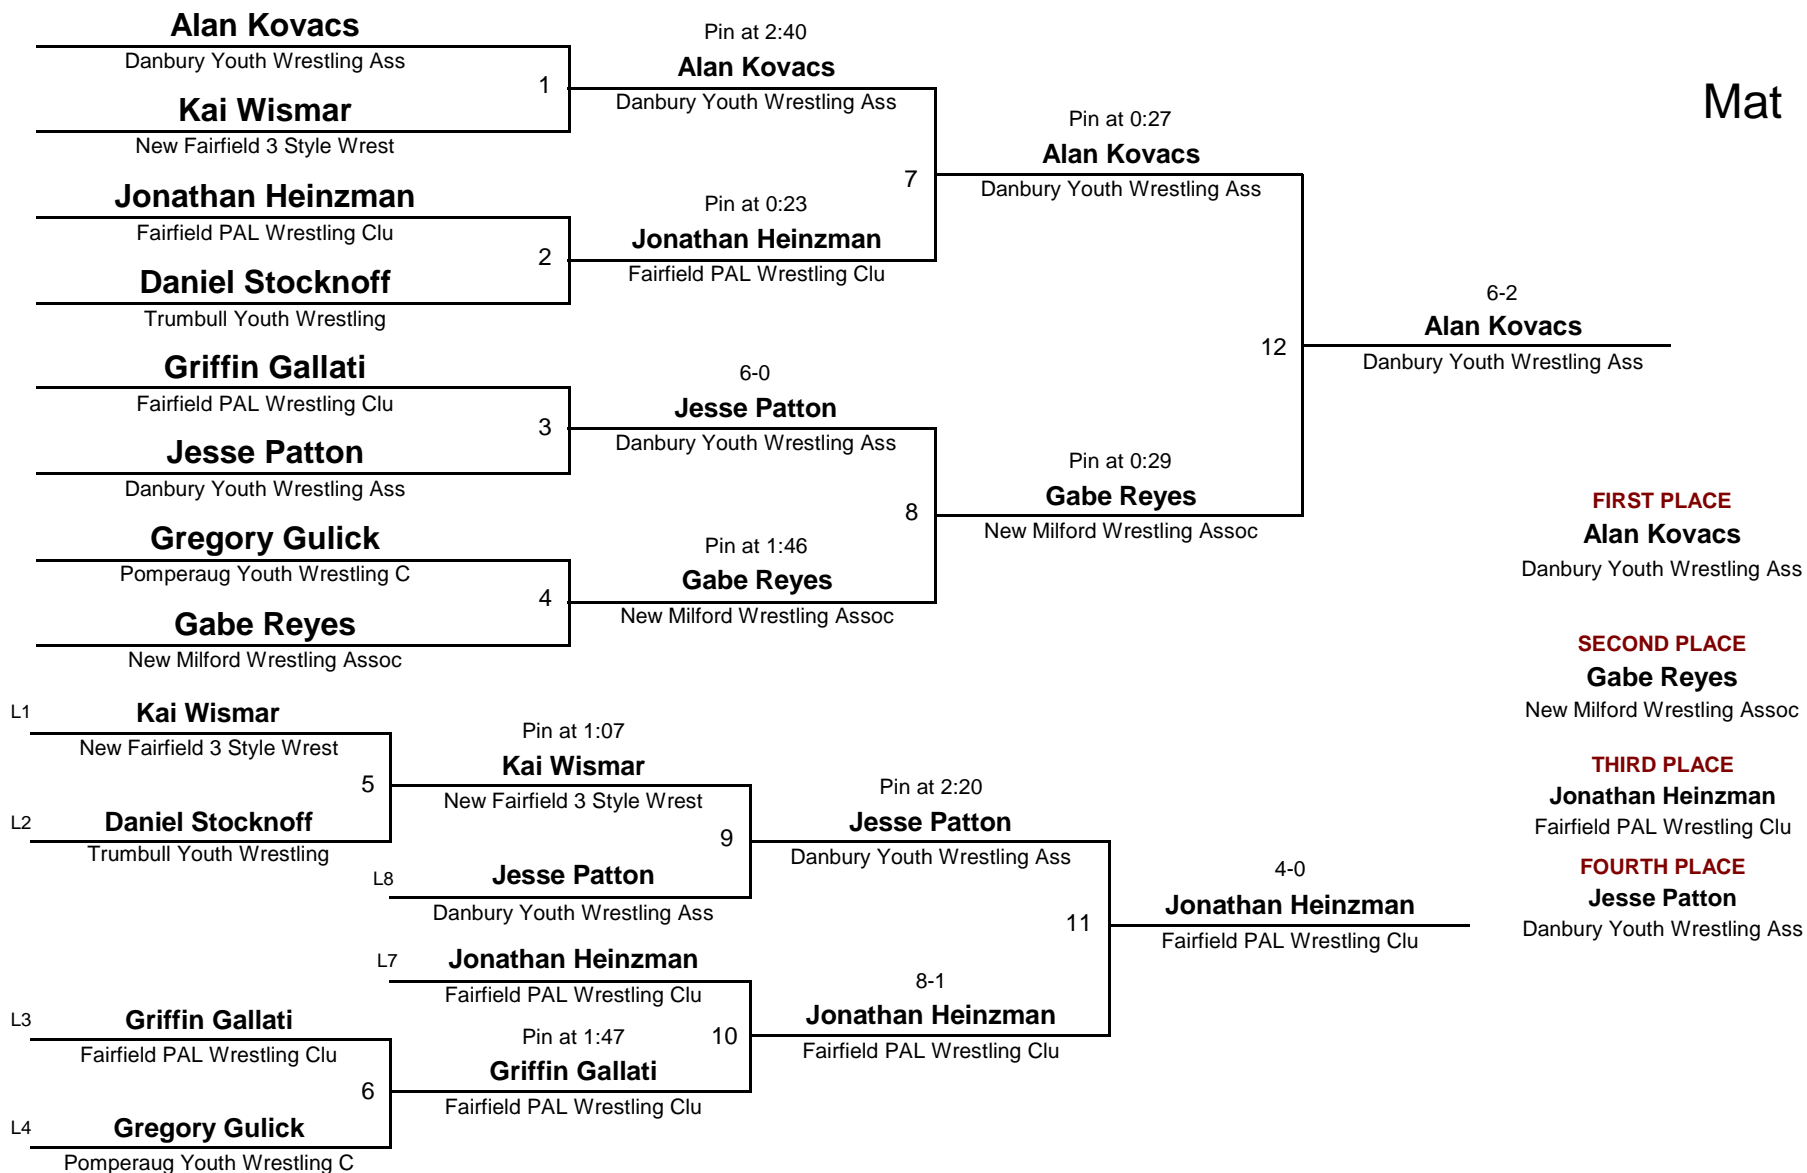 Alan Kovacs
Danbury Youth Wrestling Ass
1
Kai Wismar
New Fairfield 3 Style Wrest
Jonathan Heinzman
Fairfield PAL Wrestling Clu
2
Daniel Stocknoff
Trumbull Youth Wrestling
Griffin Gallati
Fairfield PAL Wrestling Clu
3
Jesse Patton
Danbury Youth Wrestling Ass
Gregory Gulick
Pomperaug Youth Wrestling C
4
Gabe Reyes
New Milford Wrestling Assoc
Pin at 2:40
Alan Kovacs
Danbury Youth Wrestling Ass
7
Pin at 0:23
Jonathan Heinzman
Fairfield PAL Wrestling Clu
6-0
Jesse Patton
Danbury Youth Wrestling Ass
8
Pin at 1:46
Gabe Reyes
New Milford Wrestling Assoc
Pin at 0:27
Alan Kovacs
Danbury Youth Wrestling Ass
12
Pin at 0:29
Gabe Reyes
New Milford Wrestling Assoc
6-2
Alan Kovacs
Danbury Youth Wrestling Ass
Mat
FIRST PLACE
Alan Kovacs
Danbury Youth Wrestling Ass
SECOND PLACE
Gabe Reyes
New Milford Wrestling Assoc
THIRD PLACE
Jonathan Heinzman
Fairfield PAL Wrestling Clu
FOURTH PLACE
Jesse Patton
Danbury Youth Wrestling Ass
L1
Kai Wismar
New Fairfield 3 Style Wrest
5
L2
Daniel Stocknoff
Trumbull Youth Wrestling
L3
Griffin Gallati
Fairfield PAL Wrestling Clu
6
L4
Gregory Gulick
Pomperaug Youth Wrestling C
Pin at 1:07
Kai Wismar
New Fairfield 3 Style Wrest
9
L8
Jesse Patton
Danbury Youth Wrestling Ass
L7
Jonathan Heinzman
Fairfield PAL Wrestling Clu
10
Pin at 1:47
Griffin Gallati
Fairfield PAL Wrestling Clu
Pin at 2:20
Jesse Patton
Danbury Youth Wrestling Ass
11
8-1
Jonathan Heinzman
Fairfield PAL Wrestling Clu
4-0
Jonathan Heinzman
Fairfield PAL Wrestling Clu